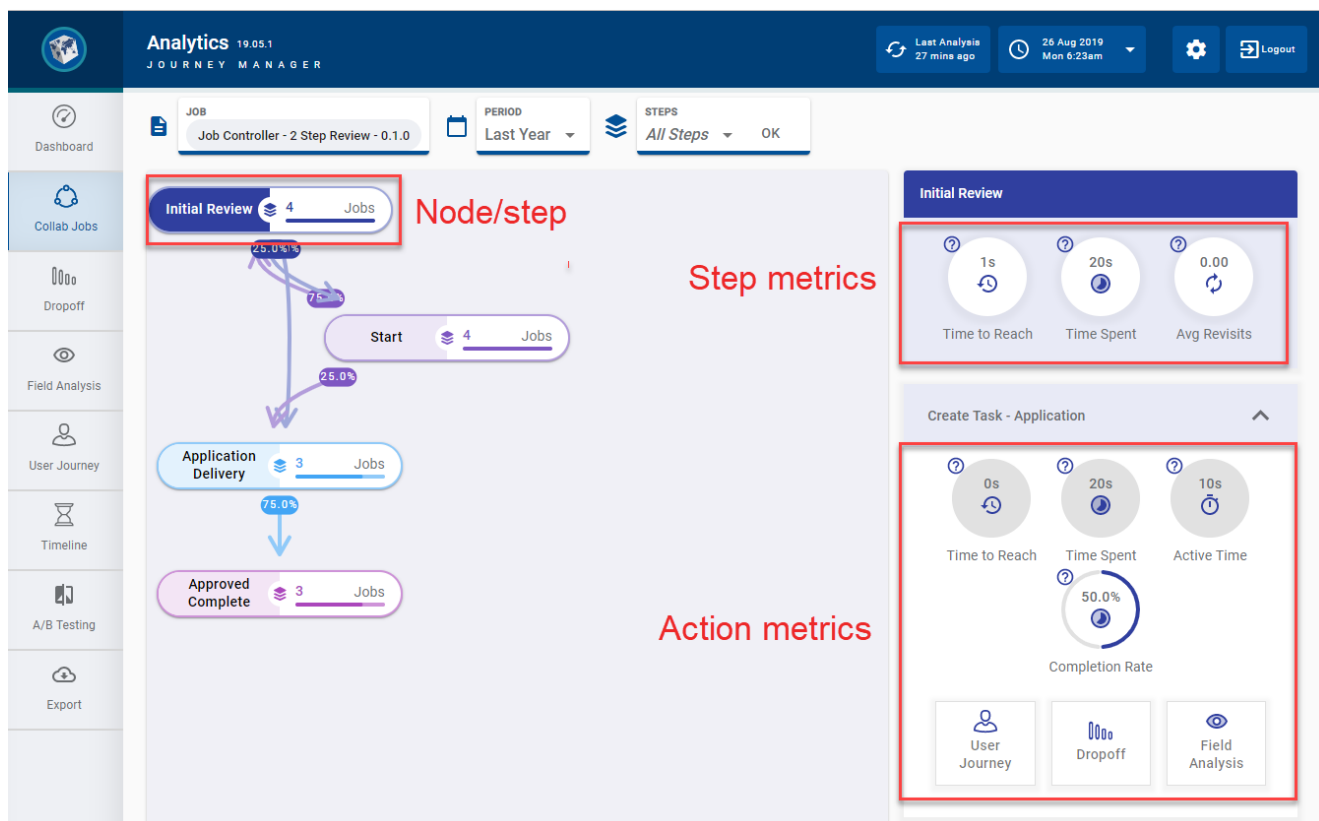 Analytics 19.05.1
JOURNEY MANAGER
Last Analysis
27 mins ago
26 Aug 2019
Mon 6:23am
Logout
Dashboard
Collab Jobs
Dropoff
Field Analysis
User Journey
Timeline
A/B Testing
Export
JOB
Job Controller - 2 Step Review - 0.1.0
PERIOD
Last Year
STEPS
All Steps
OK
Initial Review 4 Jobs
Node/step
25.0%
Start 4 Jobs
25.0%
Application
Delivery
3 Jobs
75.0%
Approved
Complete
3 Jobs
Step metrics
Action metrics
Initial Review
1s
Time to Reach
20s
Time Spent
0.00
Avg Revisits
Create Task - Application
0s
Time to Reach
20s
Time Spent
10s
Active Time
50.0%
Completion Rate
User
Journey
Dropoff
Field
Analysis